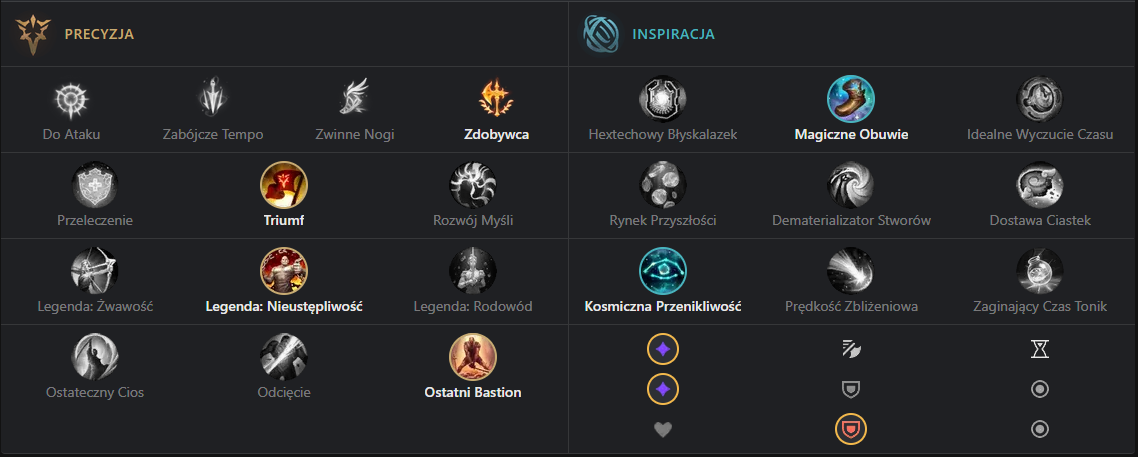 PRECYZJA
INSPIRACJA
Do Ataku
Zabójcze Tempo
Zwinne Nogi
Zdobywca
Hextechowy Błyskalazek
Magiczne Obuwie
Idealne Wyczucie Czasu
Przeleczenie
Triumf
Rozwój Myśli
Rynek Przyszłości
Dematerializator Stworów
Dostawa Ciastek
Legenda: Żwawość
Legenda: Nieustępliwość
Legenda: Rodowód
Kosmiczna Przenikliwość
Prędkość Zbliżeniowa
Zaginający Czas Tonik
Ostateczny Cios
Odcięcie
Ostatni Bastion